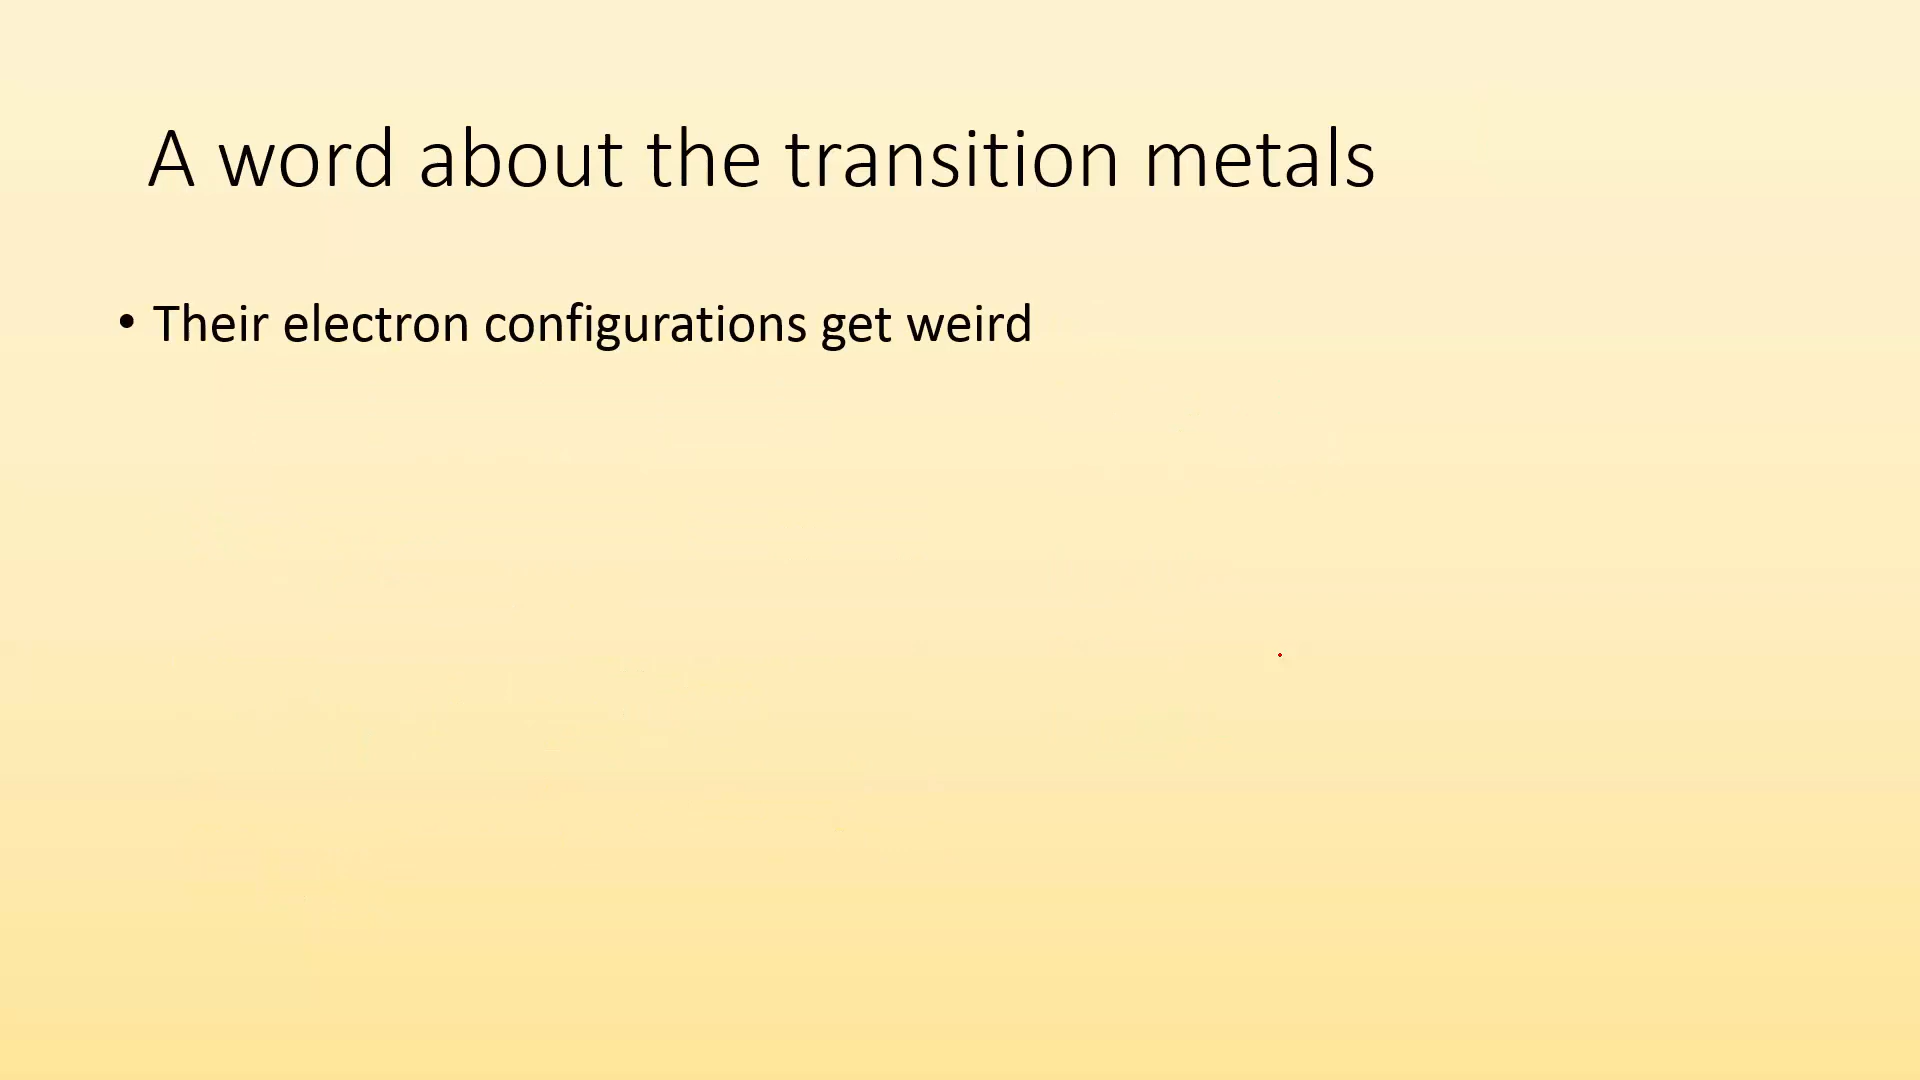 A word about the transition metals
• Their electron configurations get weird